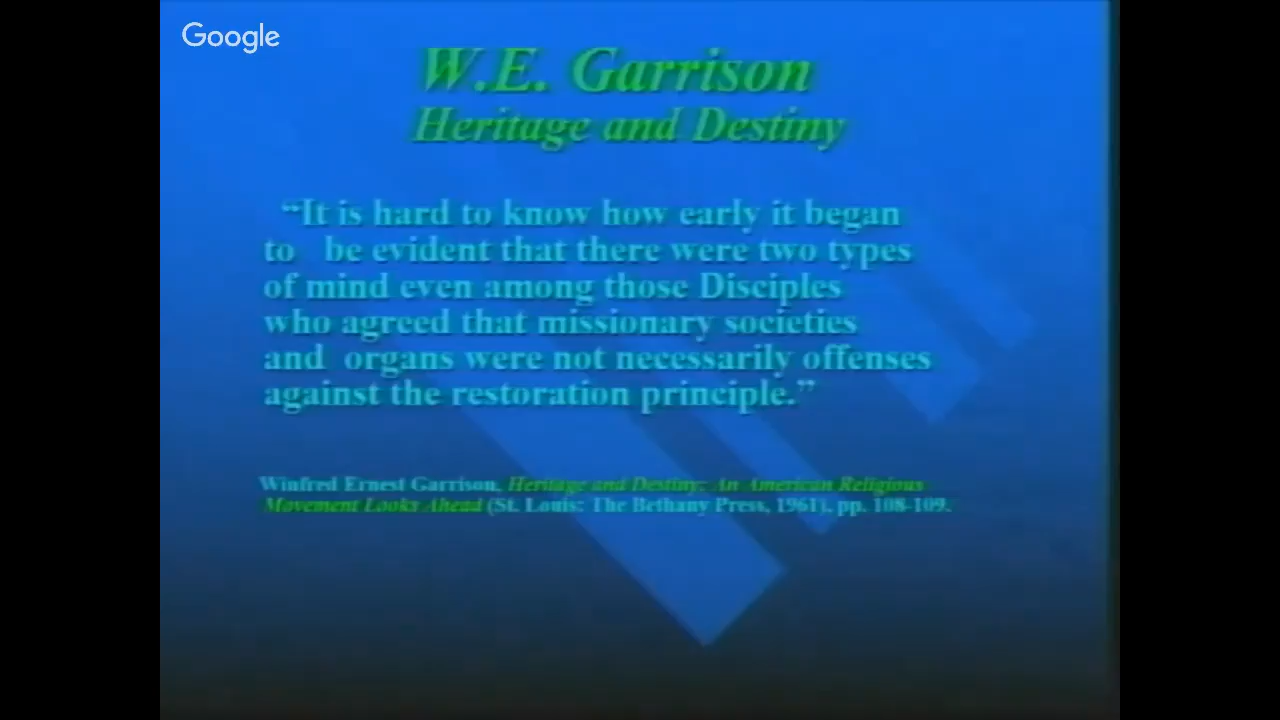 Google
W.E. Garrison
Heritage and Destiny
“It is hard to know how early it began
to be evident that there were two types
of mind even among those Disciples
who agreed that missionary societies
and organs were not necessarily offenses
against the restoration principle.”
Winfred Ernest Garrison, Heritage and Destiny: An American Religious
Movement Looks Ahead (St. Louis: The Bethany Press, 1961), pp. 108-109.